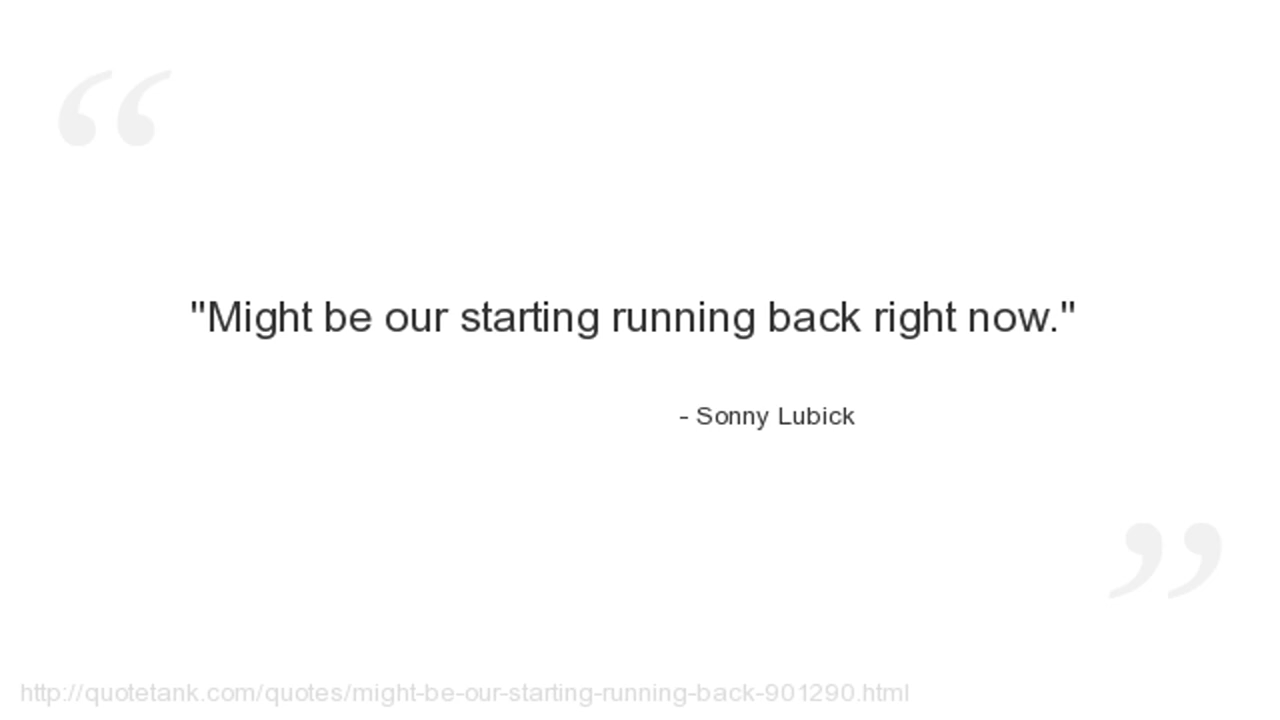 "Might be our starting running back right now."
- Sonny Lubick
http://quotetank.com/quotes/might-be-our-starting-running-back-901290.html